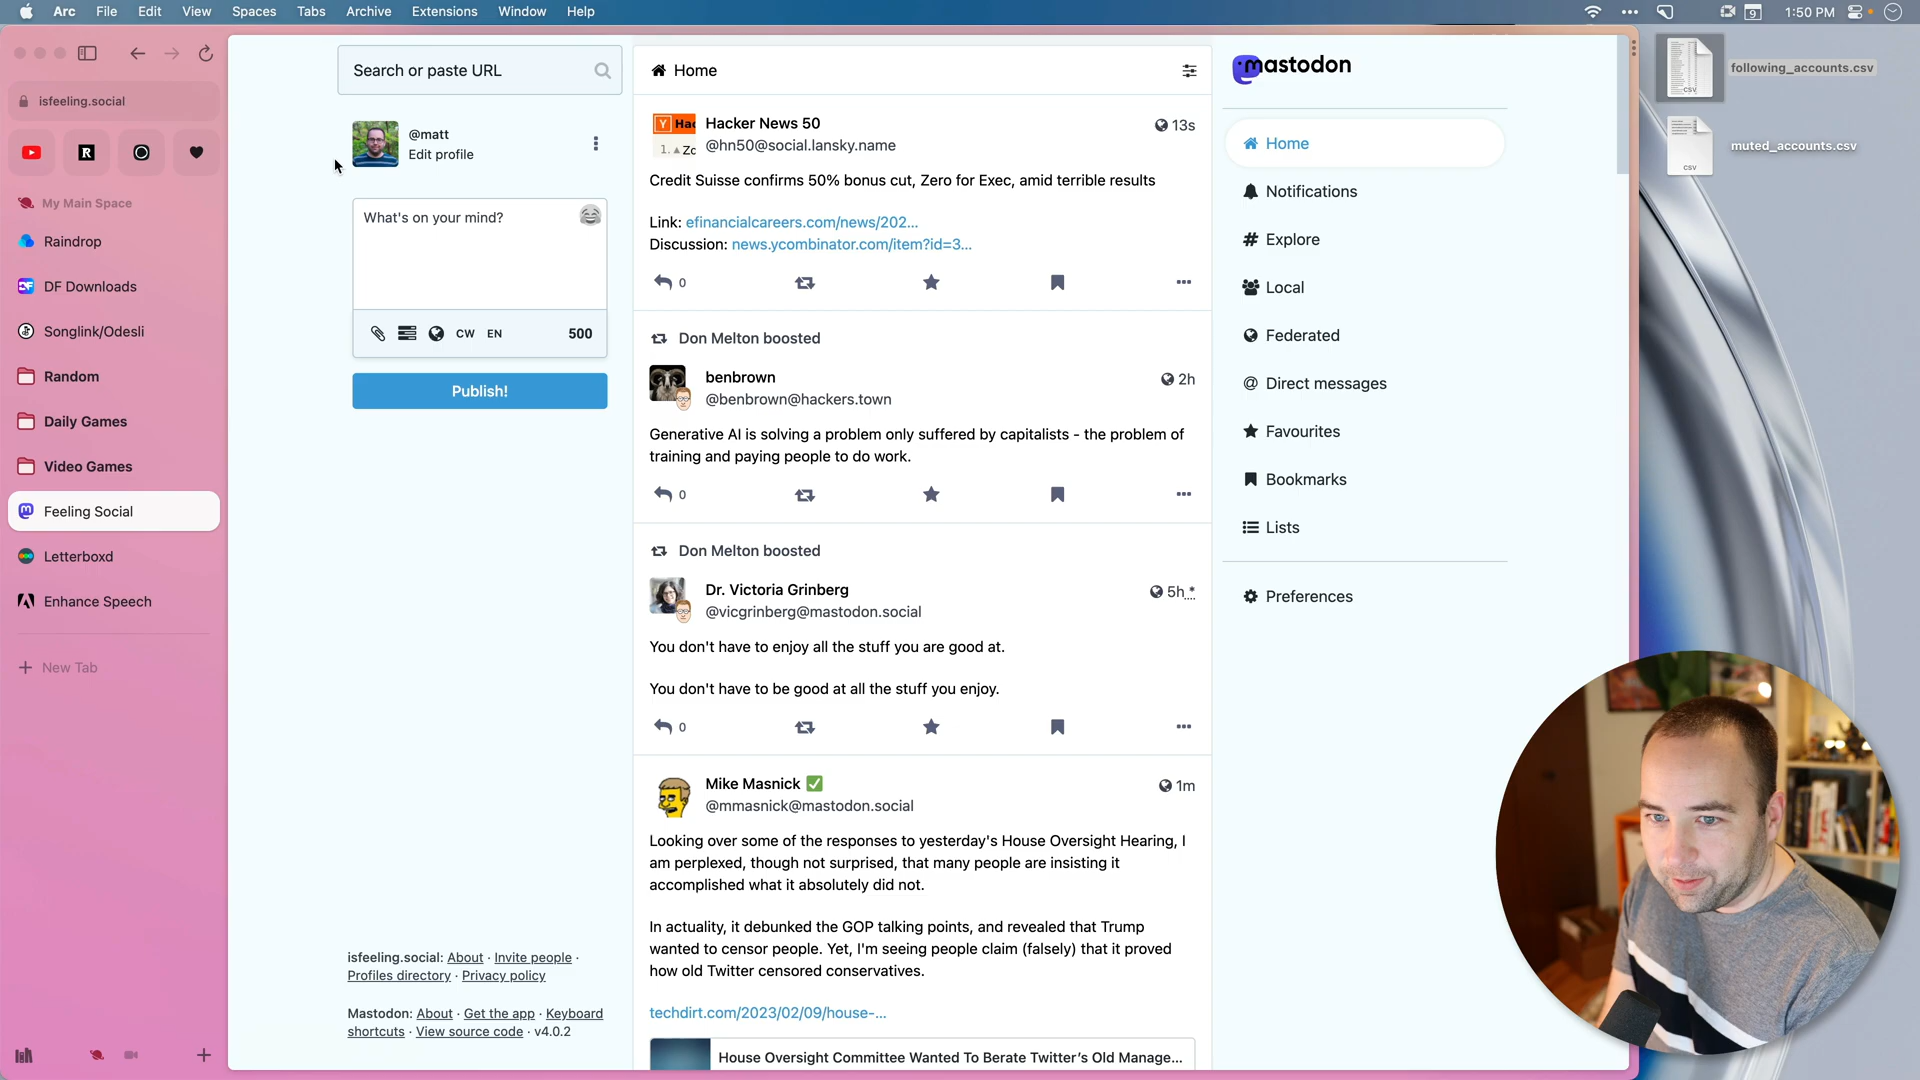 Arc File Edit View Spaces Tabs Archive Extensions Window Help
9 1:50 PM
isfeeling.social
R
My Main Space
Raindrop
DF Downloads
Songlink/Odesli
Random
Daily Games
Video Games
Feeling Social
Letterboxd
Enhance Speech
New Tab
Search or paste URL
@matt
Edit profile
What's on your mind?
CW EN 500
Publish!
isfeeling.social: About · Invite people ·
Profiles directory · Privacy policy
Mastodon: About · Get the app · Keyboard
shortcuts · View source code · v4.0.2
Home
Hacker News 50
@hn50@social.lansky.name
13s
Credit Suisse confirms 50% bonus cut, Zero for Exec, amid terrible results
Link: efinancialcareers.com/news/202...
Discussion: news.ycombinator.com/item?id=3...
0
Don Melton boosted
benbrown
@benbrown@hackers.town
2h
Generative AI is solving a problem only suffered by capitalists - the problem of
training and paying people to do work.
0
Don Melton boosted
Dr. Victoria Grinberg
@vicgrinberg@mastodon.social
5h*
You don't have to enjoy all the stuff you are good at.
You don't have to be good at all the stuff you enjoy.
0
Mike Masnick ✅
@mmasnick@mastodon.social
1m
Looking over some of the responses to yesterday's House Oversight Hearing, I
am perplexed, though not surprised, that many people are insisting it
accomplished what it absolutely did not.
In actuality, it debunked the GOP talking points, and revealed that Trump
wanted to censor people. Yet, I'm seeing people claim (falsely) that it proved
how old Twitter censored conservatives.
techdirt.com/2023/02/09/house-...
House Oversight Committee Wanted To Berate Twitter's Old Manage...
mastodon
Home
Notifications
# Explore
Local
Federated
@ Direct messages
Favourites
Bookmarks
Lists
Preferences
CSV
following_accounts.csv
CSV
muted_accounts.csv